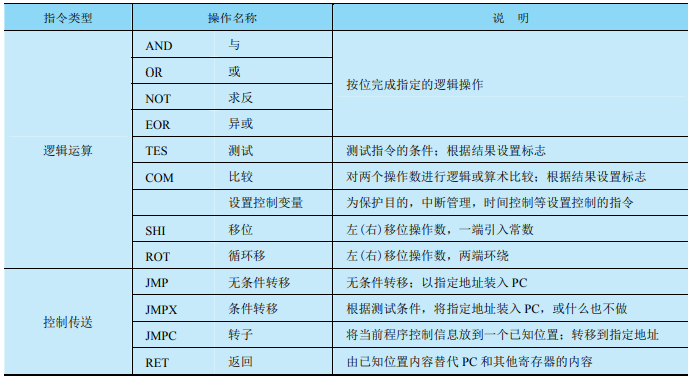 指令类型 操作名称 说 明
逻辑运算
AND 与
OR 或
NOT 求反
EOR 异或
按位完成指定的逻辑操作
TES 测试 测试指令的条件；根据结果设置标志
COM 比较 对两个操作数进行逻辑或算术比较；根据结果设置标志
设置控制变量 为保护目的，中断管理，时间控制等设置控制的指令
SHI 移位 左(右)移位操作数，一端引入常数
ROT 循环移 左(右)移位操作数，两端环绕
控制传送
JMP 无条件转移 无条件转移；以指定地址装入 PC
JMPX 条件转移 根据测试条件，将指定地址装入 PC，或什么也不做
JMPC 转子 将当前程序控制信息放到一个已知位置；转移到指定地址
RET 返回 由已知位置内容替代 PC 和其他寄存器的内容